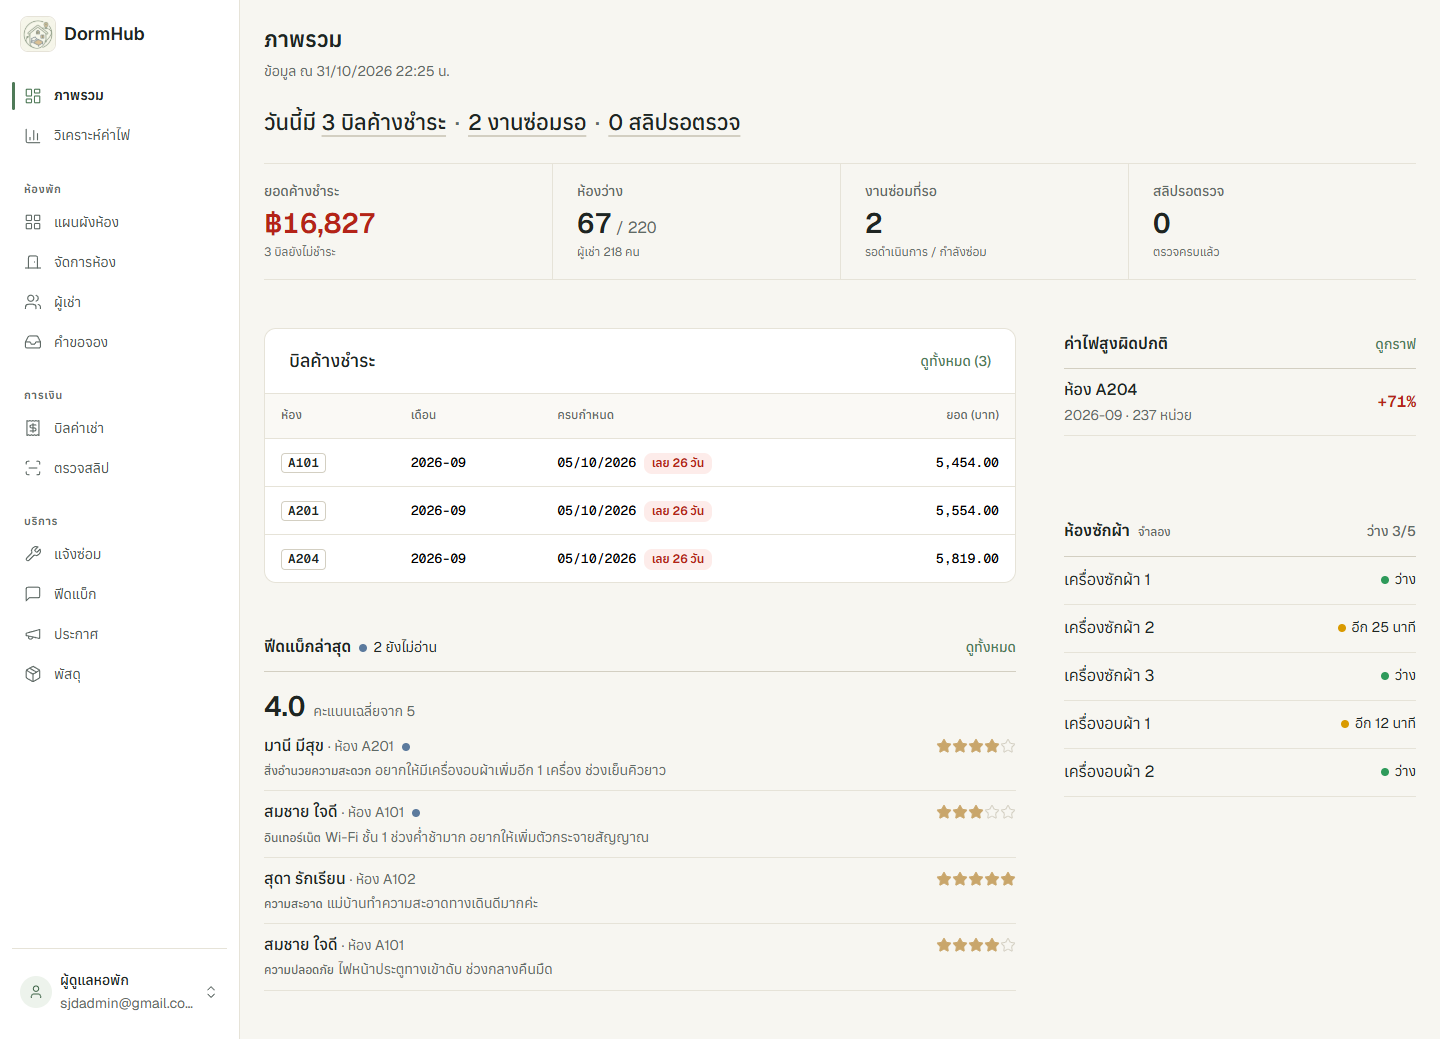 DormHub
ภาพรวม
วิเคราะห์ค่าไฟ
ห้องพัก
แผนผังห้อง
จัดการห้อง
ผู้เช่า
คำขอจอง
การเงิน
บิลค่าเช่า
ตรวจสลิป
บริการ
แจ้งซ่อม
ฟีดแบ็ก
ประกาศ
พัสดุ
ผู้ดูแลหอพัก
sjdadmin@gmail.co...
ภาพรวม
ข้อมูล ณ 31/10/2026 22:25 น.
วันนี้มี 3 บิลค้างชำระ · 2 งานซ่อมรอ · 0 สลิปรอตรวจ
ยอดค้างชำระ
฿16,827
3 บิลยังไม่ชำระ
ห้องว่าง
67 / 220
ผู้เช่า 218 คน
งานซ่อมที่รอ
2
รอดำเนินการ / กำลังซ่อม
สลิปรอตรวจ
0
ตรวจครบแล้ว
บิลค้างชำระ ดูทั้งหมด (3)
ห้อง เดือน ครบกำหนด ยอด (บาท)
A101 2026-09 05/10/2026 เลย 26 วัน 5,454.00
A201 2026-09 05/10/2026 เลย 26 วัน 5,554.00
A204 2026-09 05/10/2026 เลย 26 วัน 5,819.00
ฟีดแบ็กล่าสุด 2 ยังไม่อ่าน ดูทั้งหมด
4.0 คะแนนเฉลี่ยจาก 5
มานี มีสุข · ห้อง A201
สิ่งอำนวยความสะดวก อยากให้มีเครื่องอบผ้าเพิ่มอีก 1 เครื่อง ช่วงเย็นคิวยาว
สมชาย ใจดี · ห้อง A101
อินเทอร์เน็ต Wi-Fi ชั้น 1 ช่วงค่ำช้ามาก อยากให้เพิ่มตัวกระจายสัญญาณ
สุดา รักเรียน · ห้อง A102
ความสะอาด แม่บ้านทำความสะอาดทางเดินดีมากค่ะ
สมชาย ใจดี · ห้อง A101
ความปลอดภัย ไฟหน้าประตูทางเข้าดับ ช่วงกลางคืนมืด
ค่าไฟสูงผิดปกติ ดูกราฟ
ห้อง A204 +71%
2026-09 · 237 หน่วย
ห้องซักผ้า จำลอง ว่าง 3/5
เครื่องซักผ้า 1 ว่าง
เครื่องซักผ้า 2 อีก 25 นาที
เครื่องซักผ้า 3 ว่าง
เครื่องอบผ้า 1 อีก 12 นาที
เครื่องอบผ้า 2 ว่าง